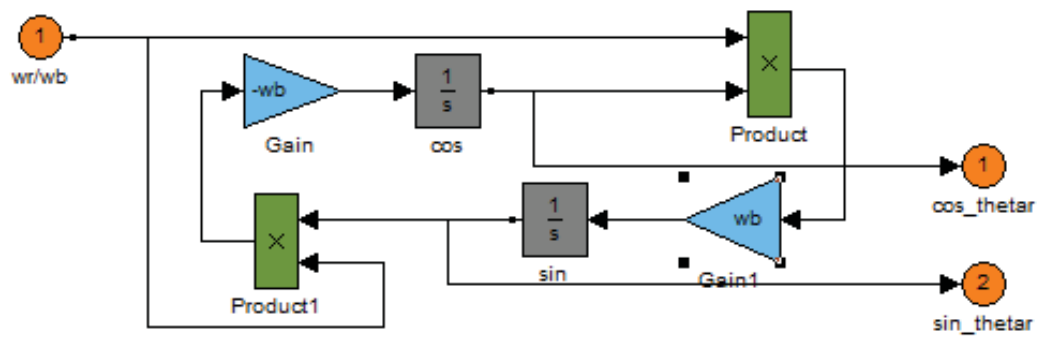 1
wr/wb
-wb
Gain
1
s
cos
×
Product
1
cos_thetar
×
Product1
1
s
sin
wb
Gain1
2
sin_thetar